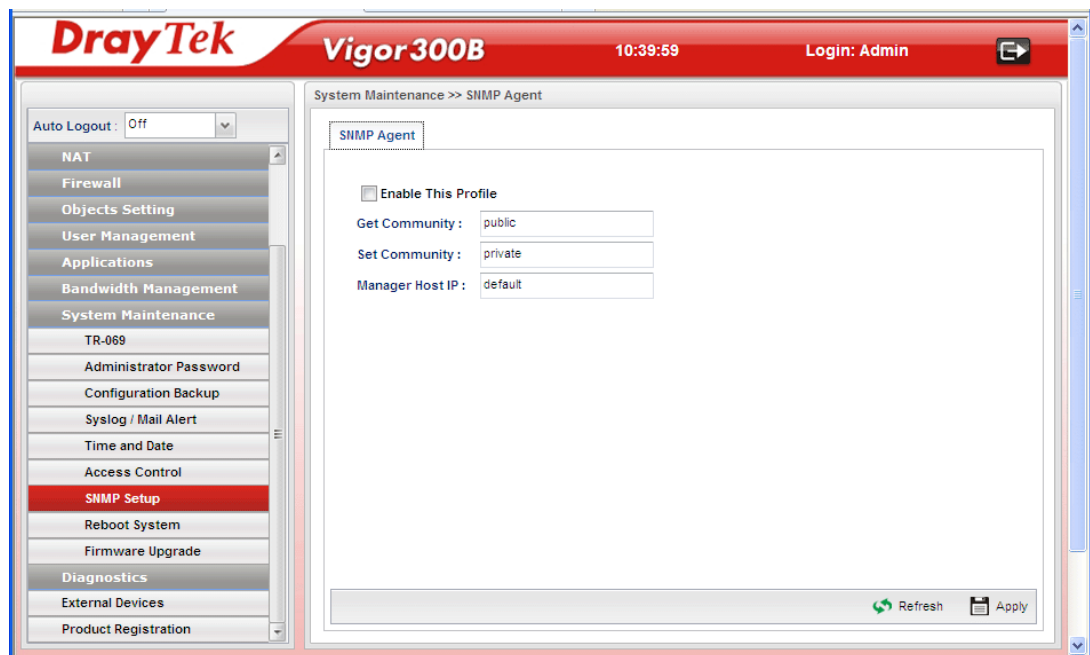 DrayTek
Vigor300B
10:39:59
Login: Admin
Auto Logout : Off
NAT
Firewall
Objects Setting
User Management
Applications
Bandwidth Management
System Maintenance
TR-069
Administrator Password
Configuration Backup
Syslog / Mail Alert
Time and Date
Access Control
SNMP Setup
Reboot System
Firmware Upgrade
Diagnostics
External Devices
Product Registration
System Maintenance >> SNMP Agent
SNMP Agent
Enable This Profile
Get Community : public
Set Community : private
Manager Host IP : default
Refresh Apply